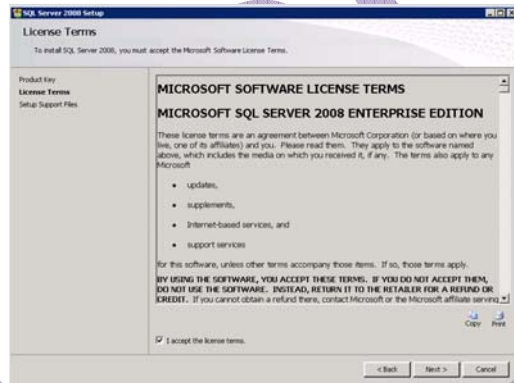 SQL Server 2008 Setup
License Terms
To install SQL Server 2008, you must accept the Microsoft Software License Terms.
Product Key
License Terms
Setup Support Files
MICROSOFT SOFTWARE LICENSE TERMS
MICROSOFT SQL SERVER 2008 ENTERPRISE EDITION
These license terms are an agreement between Microsoft Corporation (or based on where you
live, one of its affiliates) and you. Please read them. They apply to the software named
above, which includes the media on which you received it, if any. The terms also apply to any
Microsoft
• updates,
• supplements,
• Internet-based services, and
• support services
for this software, unless other terms accompany those items. If so, those terms apply.
BY USING THE SOFTWARE, YOU ACCEPT THESE TERMS. IF YOU DO NOT ACCEPT THEM,
DO NOT USE THE SOFTWARE. INSTEAD, RETURN IT TO THE RETAILER FOR A REFUND OR
CREDIT. If you cannot obtain a refund there, contact Microsoft or the Microsoft affiliate serving
Copy Print
I accept the license terms.
< Back Next > Cancel